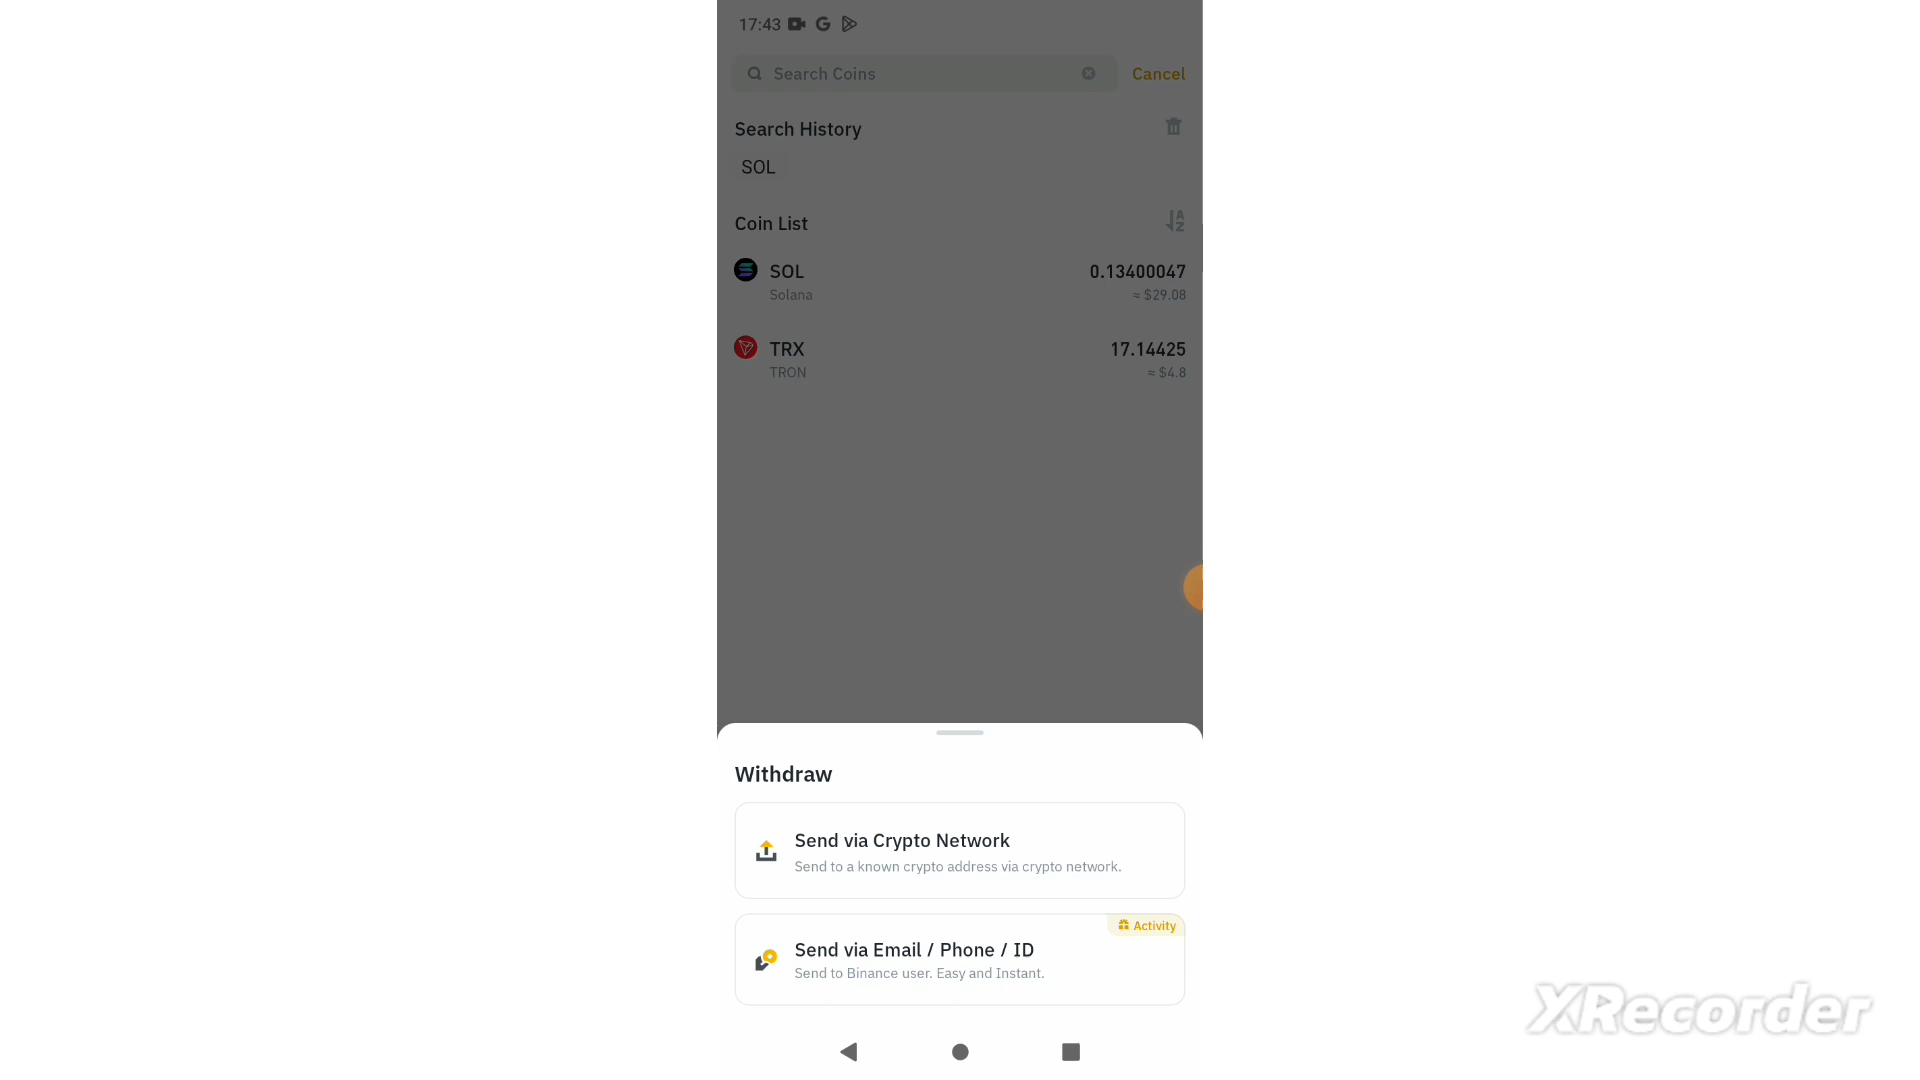 17:43
Search Coins
Cancel
Search History
SOL
Coin List
SOL
0.13400047
Solana
≈ $29.08
TRX
17.14425
TRON
≈ $4.8
Withdraw
Send via Crypto Network
Send to a known crypto address via crypto network.
Activity
Send via Email / Phone / ID
Send to Binance user. Easy and Instant.
XRecorder